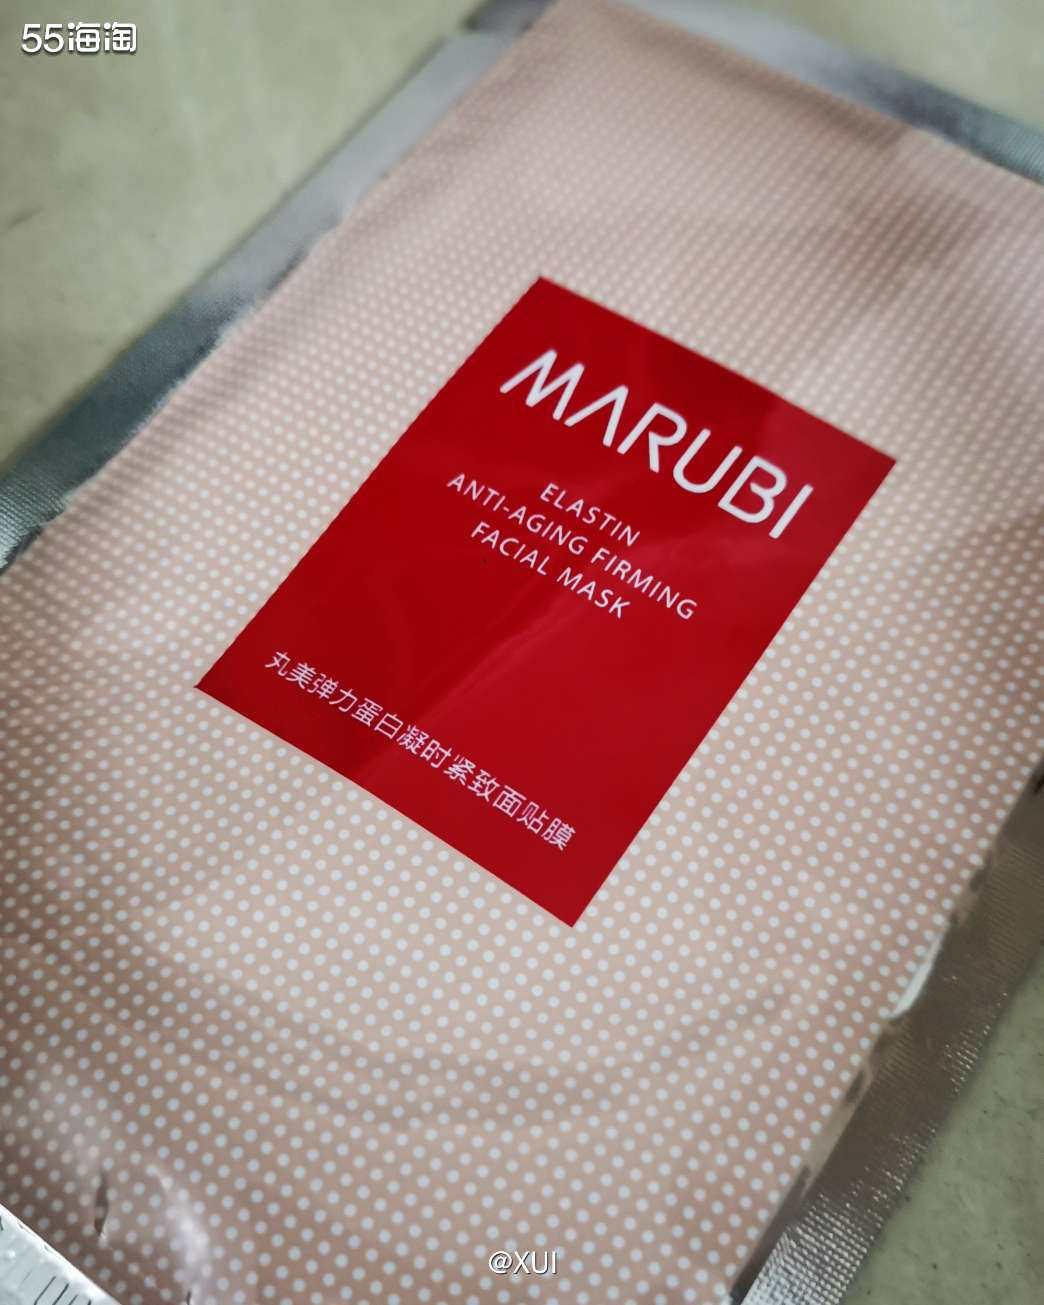 55海淘
MARUBI
ELASTIN
ANTI-AGING FIRMING
FACIAL MASK
丸美弹力蛋白凝时紧致面贴膜
@XUI